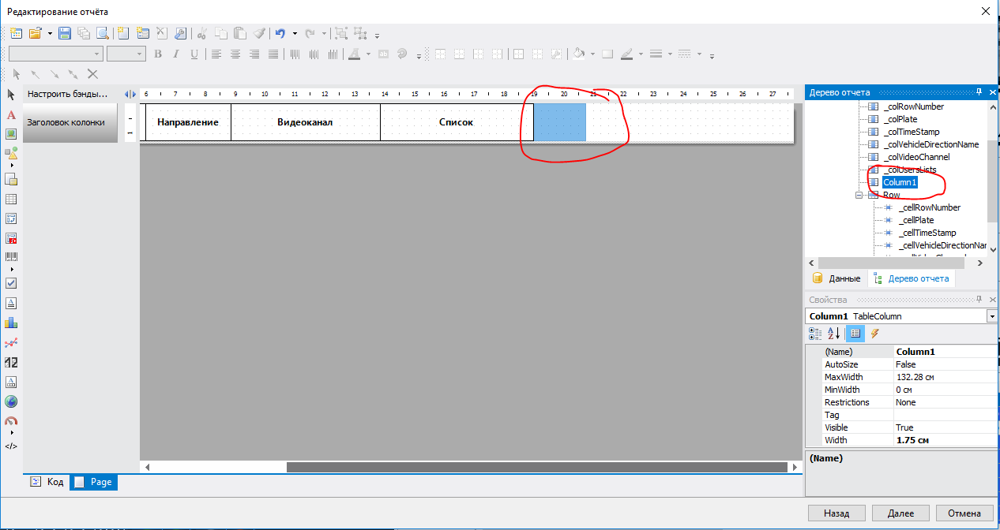 Редактирование отчёта
B I U
A
Настроить бэнды...
6 7 8 9 10 11 12 13 14 15 16 17 18 19 20 21 22 23 24 25 26 27
Заголовок колонки
1
Направление Видеоканал Список
Дерево отчета
_colRowNumber
_colPlate
_colTimeStamp
_colVehicleDirectionName
_colVideoChannel
_colUsersLists
Column1
Row
_cellRowNumber
_cellPlate
_cellTimeStamp
_cellVehicleDirectionNar
Данные Дерево отчета
Свойства
Column1 TableColumn
(Name) Column1
AutoSize False
MaxWidth 132.28 см
MinWidth 0 см
Restrictions None
Tag
Visible True
Width 1.75 см
(Name)
Код Page
Назад Далее Отмена